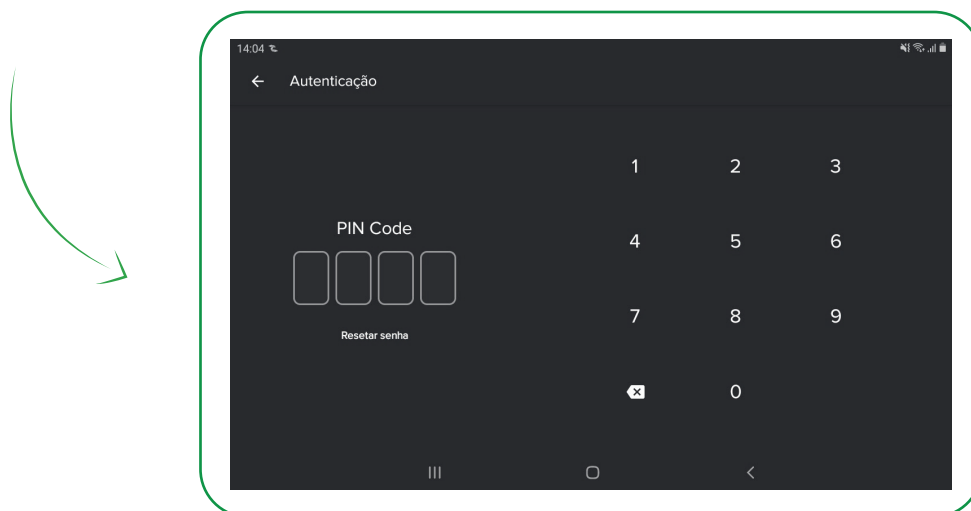 14:04
Autenticação
PIN Code
Resetar senha
1 2 3
4 5 6
7 8 9
0